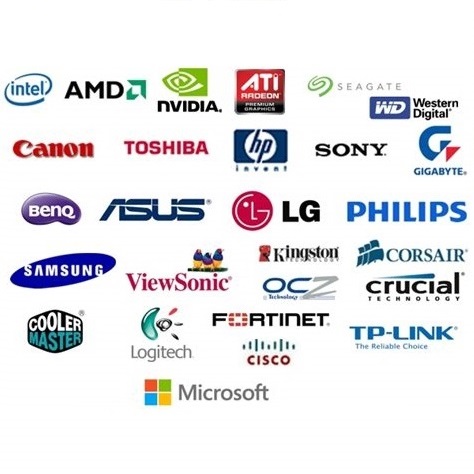 intel
AMD
NVIDIA.
ATI
RADEON
PREMIUM
GRAPHICS
SEAGATE
WD Western
Digital
Canon
TOSHIBA
hp
invent
SONY
GIGABYTE
BenQ
ASUS
LG
LG
PHILIPS
SAMSUNG
ViewSonic
Kingston
TECHNOLOGY
CORSAIR
OCZ
Technology
crucial
TECHNOLOGY
COOLER
MASTER
Logitech
FORTINET
CISCO
TP-LINK
The Reliable Choice
Microsoft